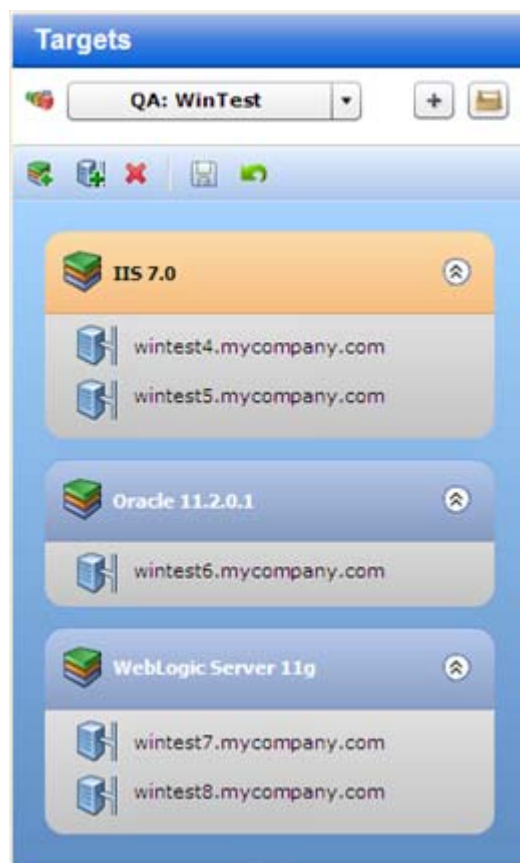 Targets
QA: WinTest
IIS 7.0
wintest4.mycompany.com
wintest5.mycompany.com
Oracle 11.2.0.1
wintest6.mycompany.com
WebLogic Server 11g
wintest7.mycompany.com
wintest8.mycompany.com